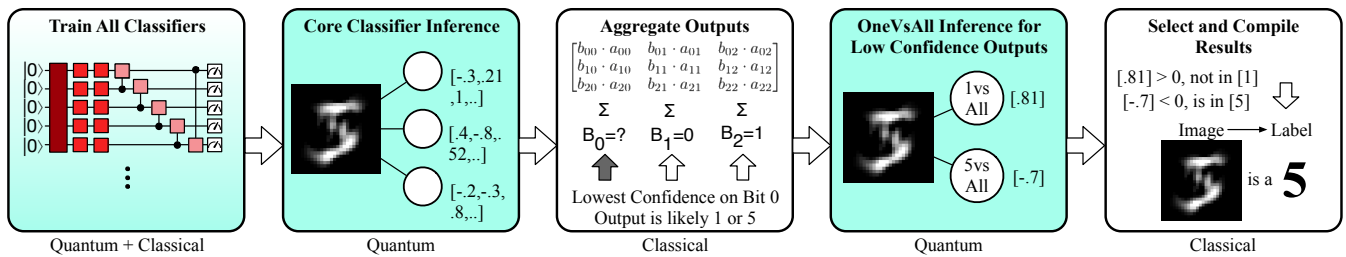 Train All Classifiers
|0⟩
|0⟩
|0⟩
|0⟩
|0⟩
Quantum + Classical
Core Classifier Inference
[-.3,.21
,1,..]
[.4,-.8,.
52,..]
[-.2,-.3,
.8,..]
Quantum
Aggregate Outputs
b00 · a00 b01 · a01 b02 · a02
b10 · a10 b11 · a11 b12 · a12
b20 · a20 b21 · a21 b22 · a22
Σ Σ Σ
B0=? B1=0 B2=1
Lowest Confidence on Bit 0
Output is likely 1 or 5
Classical
OneVsAll Inference for
Low Confidence Outputs
1vs
All
[.81]
5vs
All
[-.7]
Quantum
Select and Compile
Results
[.81] > 0, not in [1]
[-.7] < 0, is in [5]
Image Label
is a 5
Classical